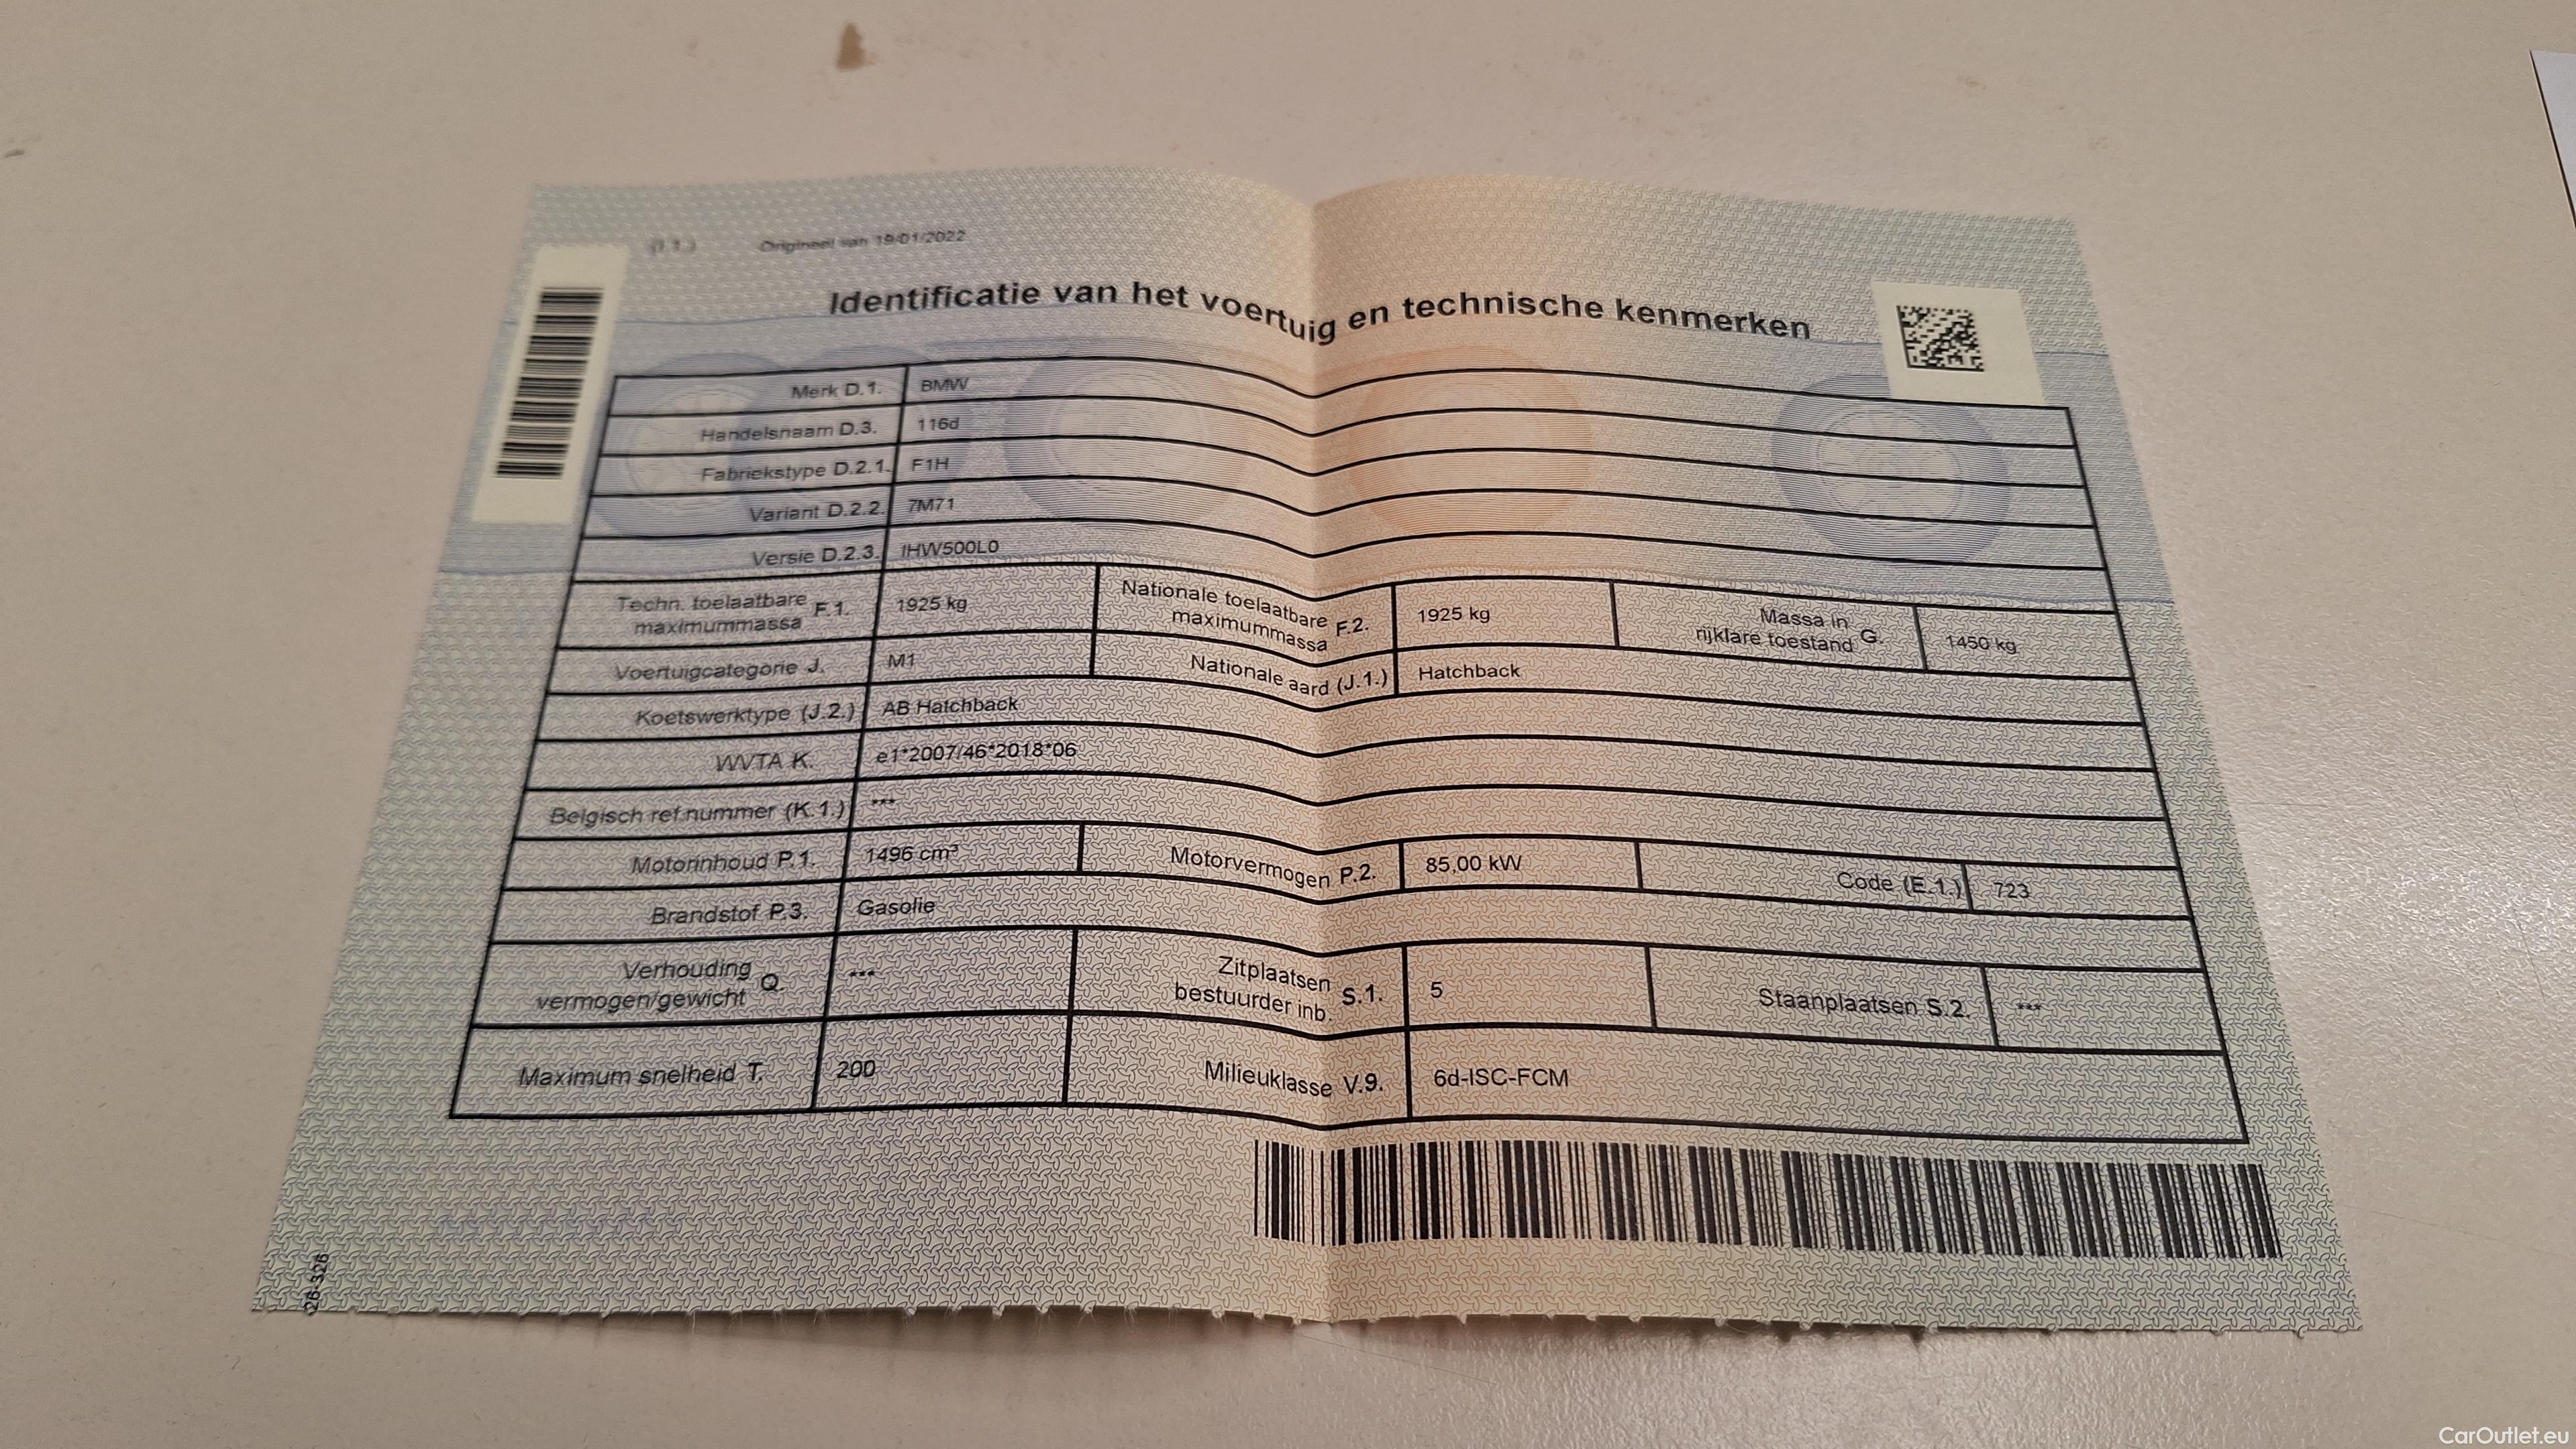 (I.1.) Origineel van 19/01/2022
Identificatie van het voertuig en technische kenmerken
Merk D.1. BMW
Handelsnaam D.3. 116d
Fabriekstype D.2.1. F1H
Variant D.2.2. 7M71
Versie D.2.3. IHW500L0
Techn. toelaatbare maximummassa F.1. 1925 kg Nationale toelaatbare maximummassa F.2. 1925 kg Massa in rijklare toestand G. 1450 kg
Voertuigcategorie J. M1 Nationale aard (J.1.) Hatchback
Koetswerktype (J.2.) AB Hatchback
WVTA K. e1*2007/46*2018*06
Belgisch ref.nummer (K.1.) ***
Motorinhoud P.1. 1496 cm³ Motorvermogen P.2. 85,00 kW Code (E.1.) 723
Brandstof P.3. Gasolie
Verhouding vermogen/gewicht Q. *** Zitplaatsen bestuurder inb. S.1. 5 Staanplaatsen S.2. ***
Maximum snelheid T. 200 Milieuklasse V.9. 6d-ISC-FCM
CarOutlet.eu